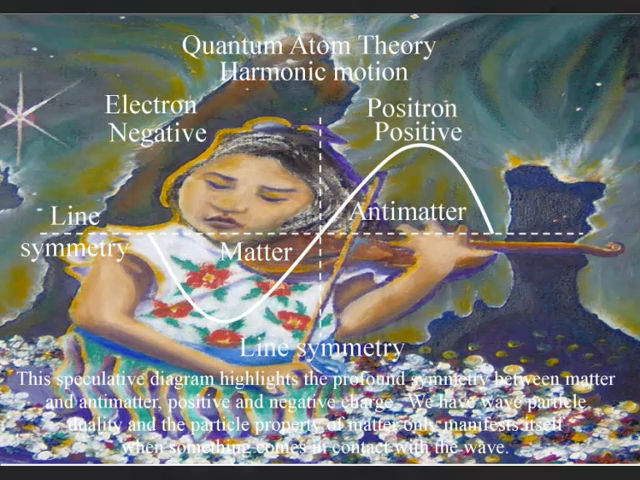 Quantum Atom Theory
Harmonic motion
Electron
Negative
Positron
Positive
Line
symmetry
Antimatter
Matter
Line symmetry
This speculative diagram highlights the profound symmetry between matter
and antimatter, positive and negative charge. We have wave particle
duality and the particle property of matter only manifests itself
when something comes in contact with the wave.